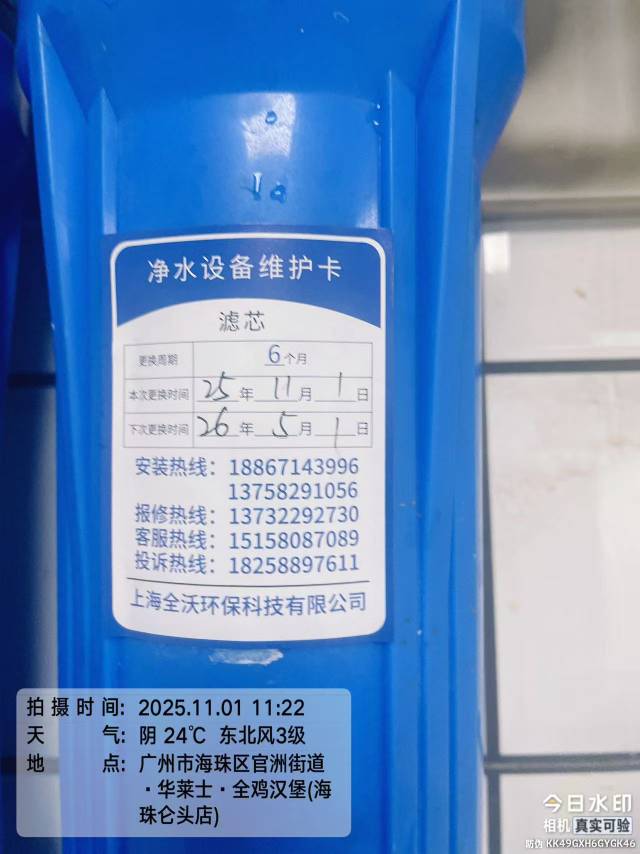 净水设备维护卡
滤芯
更换周期 6个月
本次更换时间 25年11月1日
下次更换时间 26年5月1日
安装热线：18867143996
13758291056
报修热线：13732292730
客服热线：15158087089
投诉热线：18258897611
上海全沃环保科技有限公司
拍摄时间：2025.11.01 11:22
天气：阴 24℃ 东北风3级
地点：广州市海珠区官洲街道
·华莱士·全鸡汉堡(海
珠仑头店)
今日水印
相机 真实可验
防伪 KK49GXH6GYGK46